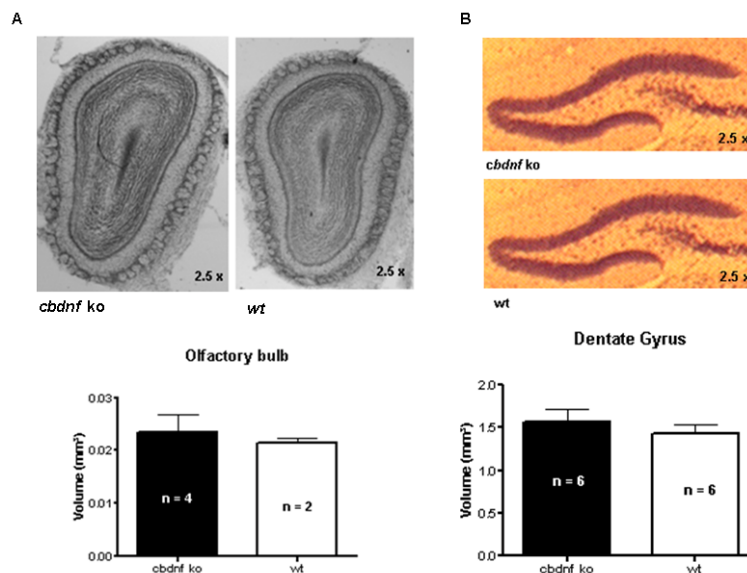 A
B
2.5 x
2.5 x
cbdnf ko
wt
2.5 x
cbdnf ko
2.5 x
wt
Olfactory bulb
Volume (mm³)
0.03
0.02
0.01
0.00
n = 4
n = 2
cbdnf ko
wt
Dentate Gyrus
Volume (mm³)
2.0
1.5
1.0
0.5
0.0
n = 6
n = 6
cbdnf ko
wt